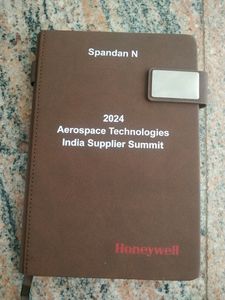 Spandan N
2024
Aerospace Technologies
India Supplier Summit
Honeywell